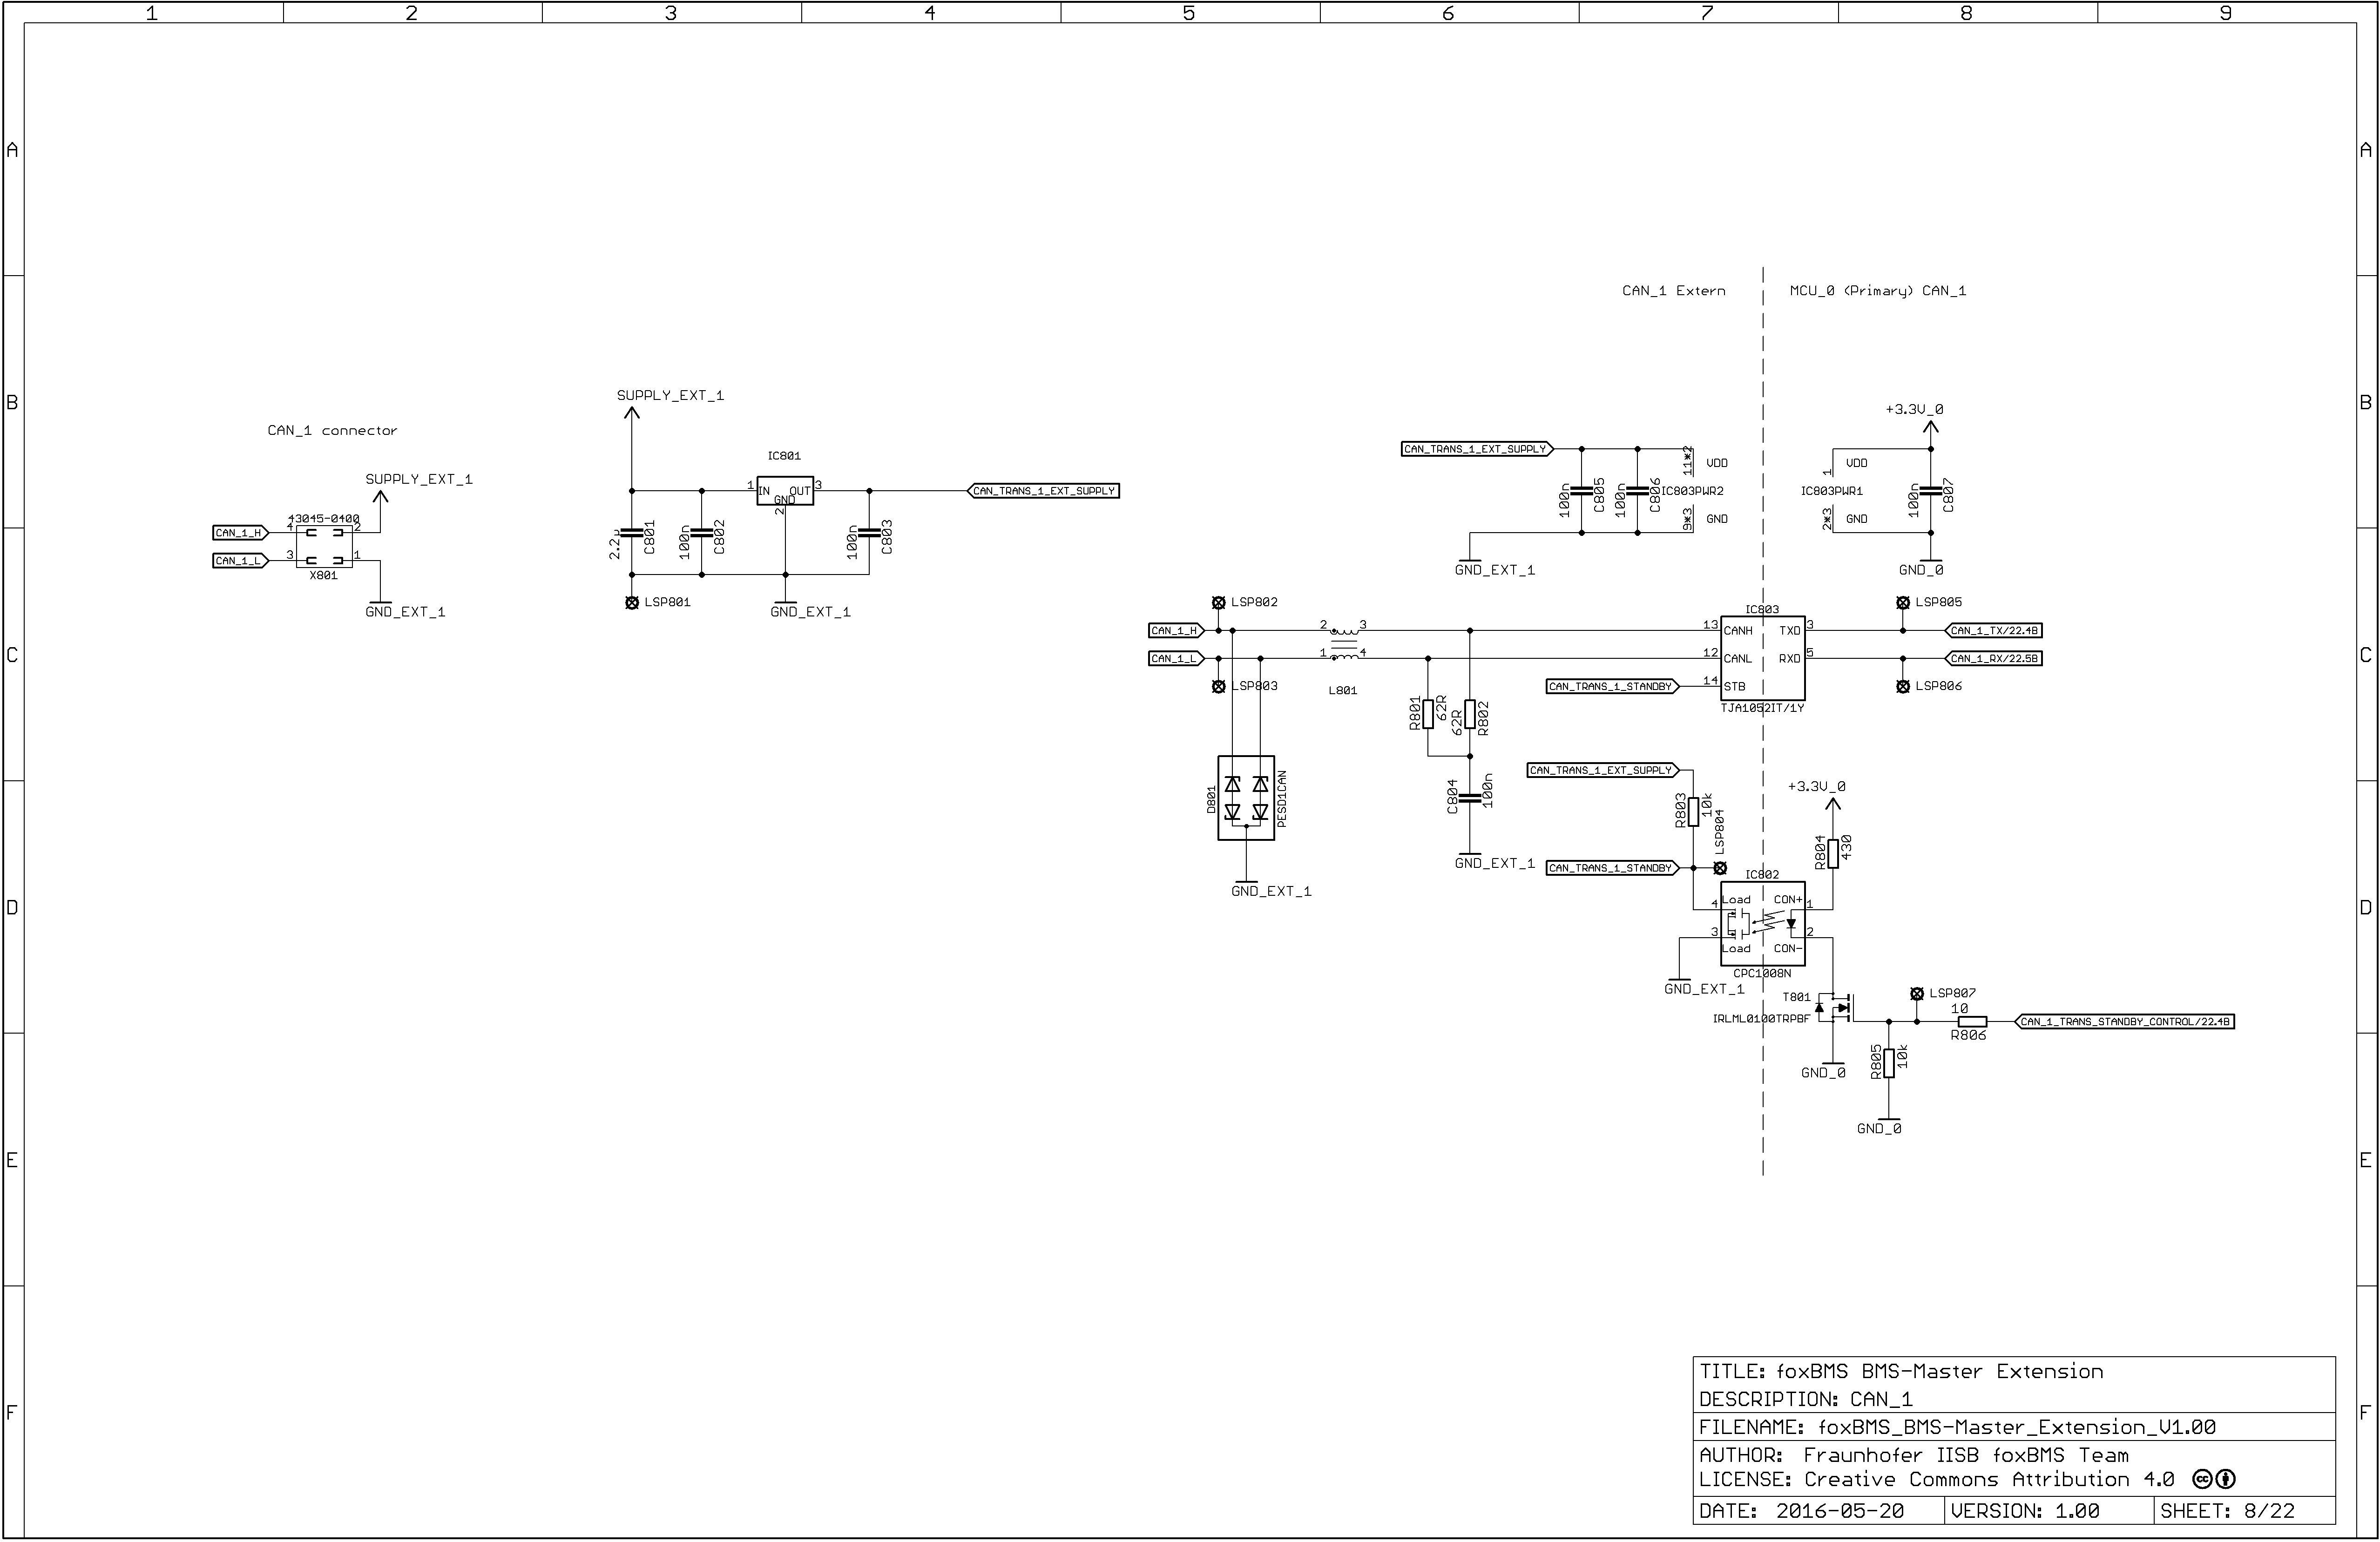 1 2 3 4 5 6 7 8 9
A A
B B
C C
D D
E E
F F
CAN_1 Extern
MCU_0 (Primary) CAN_1
CAN_1 connector
SUPPLY_EXT_1
43045-0400
CAN_1_H
4 2
CAN_1_L
3 1
X801
GND_EXT_1
SUPPLY_EXT_1
IC801
1 IN OUT 3
GND
2
CAN_TRANS_1_EXT_SUPPLY
2.2µ
C801
100n
C802
100n
C803
LSP801
GND_EXT_1
CAN_TRANS_1_EXT_SUPPLY
100n
C805
100n
C806
11*2
VDD
IC803PWR2
9*3
GND
GND_EXT_1
+3.3V_0
1
VDD
IC803PWR1
2*3
GND
100n
C807
GND_0
LSP802
CAN_1_H
2 3
CAN_1_L
1 4
LSP803
L801
IC803
13 CANH TXD 3
12 CANL RXD 5
14 STB
TJA1052IT/1Y
CAN_TRANS_1_STANDBY
LSP805
CAN_1_TX/22.4B
CAN_1_RX/22.5B
LSP806
R801
62R
62R
R802
C804
100n
GND_EXT_1
D801
PESD1CAN
GND_EXT_1
CAN_TRANS_1_EXT_SUPPLY
R803
10k
LSP804
CAN_TRANS_1_STANDBY
+3.3V_0
R804
430
IC802
4 Load CON+ 1
3 Load CON- 2
CPC1008N
GND_EXT_1
T801
IRLML0100TRPBF
GND_0
LSP807
10
R806
CAN_1_TRANS_STANDBY_CONTROL/22.4B
R805
10k
GND_0
TITLE: foxBMS BMS-Master Extension
DESCRIPTION: CAN_1
FILENAME: foxBMS_BMS-Master_Extension_V1.00
AUTHOR: Fraunhofer IISB foxBMS Team
LICENSE: Creative Commons Attribution 4.0 cc
DATE: 2016-05-20 VERSION: 1.00 SHEET: 8/22